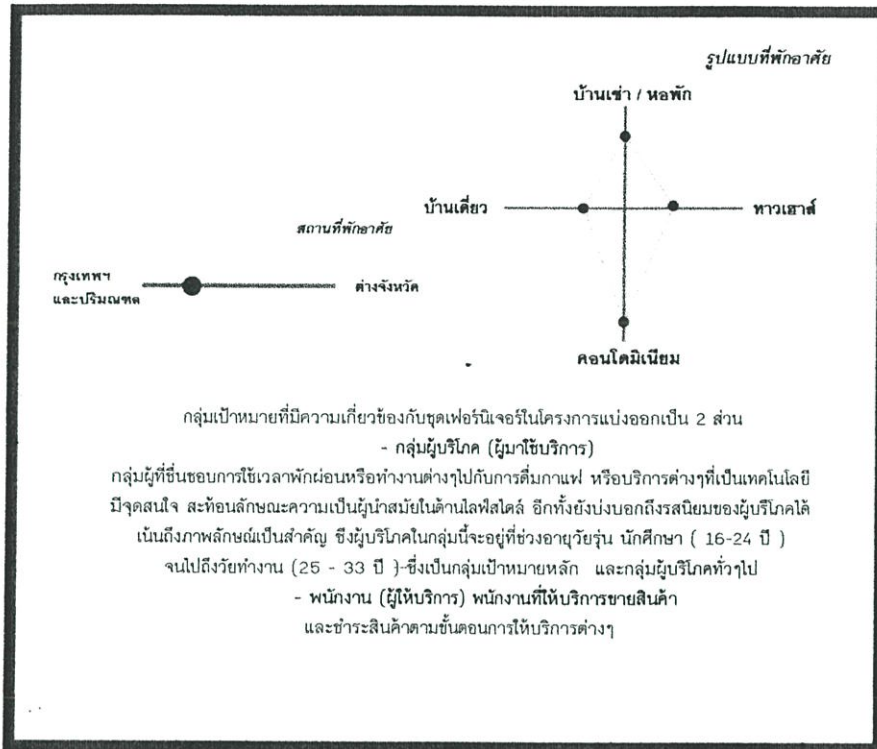 รูปแบบที่พักอาศัย
บ้านเช่า / หอพัก
บ้านเดี่ยว
ทาวเฮาส์
คอนโดมิเนียม
สถานที่พักอาศัย
กรุงเทพฯ
และปริมณฑล
ต่างจังหวัด
กลุ่มเป้าหมายที่มีความเกี่ยวข้องกับชุดเฟอร์นิเจอร์ในโครงการแบ่งออกเป็น 2 ส่วน
- กลุ่มผู้บริโภค (ผู้มาใช้บริการ)
กลุ่มผู้ที่ชื่นชอบการใช้เวลาพักผ่อนหรือทำงานต่างๆไปกับการดื่มกาแฟ หรือบริการต่างๆที่เป็นเทคโนโลยี
มีจุดสนใจ สะท้อนลักษณะความเป็นผู้นำสมัยในด้านไลฟ์สไตล์ อีกทั้งยังบ่งบอกถึงรสนิยมของผู้บริโภคได้
เน้นถึงภาพลักษณ์เป็นสำคัญ ซึ่งผู้บริโภคในกลุ่มนี้จะอยู่ที่ช่วงอายุวัยรุ่น นักศึกษา ( 16-24 ปี )
จนไปถึงวัยทำงาน (25 - 33 ปี ) ซึ่งเป็นกลุ่มเป้าหมายหลัก และกลุ่มผู้บริโภคทั่วๆไป
- พนักงาน (ผู้ให้บริการ) พนักงานที่ให้บริการขายสินค้า
และชำระสินค้าตามขั้นตอนการให้บริการต่างๆ